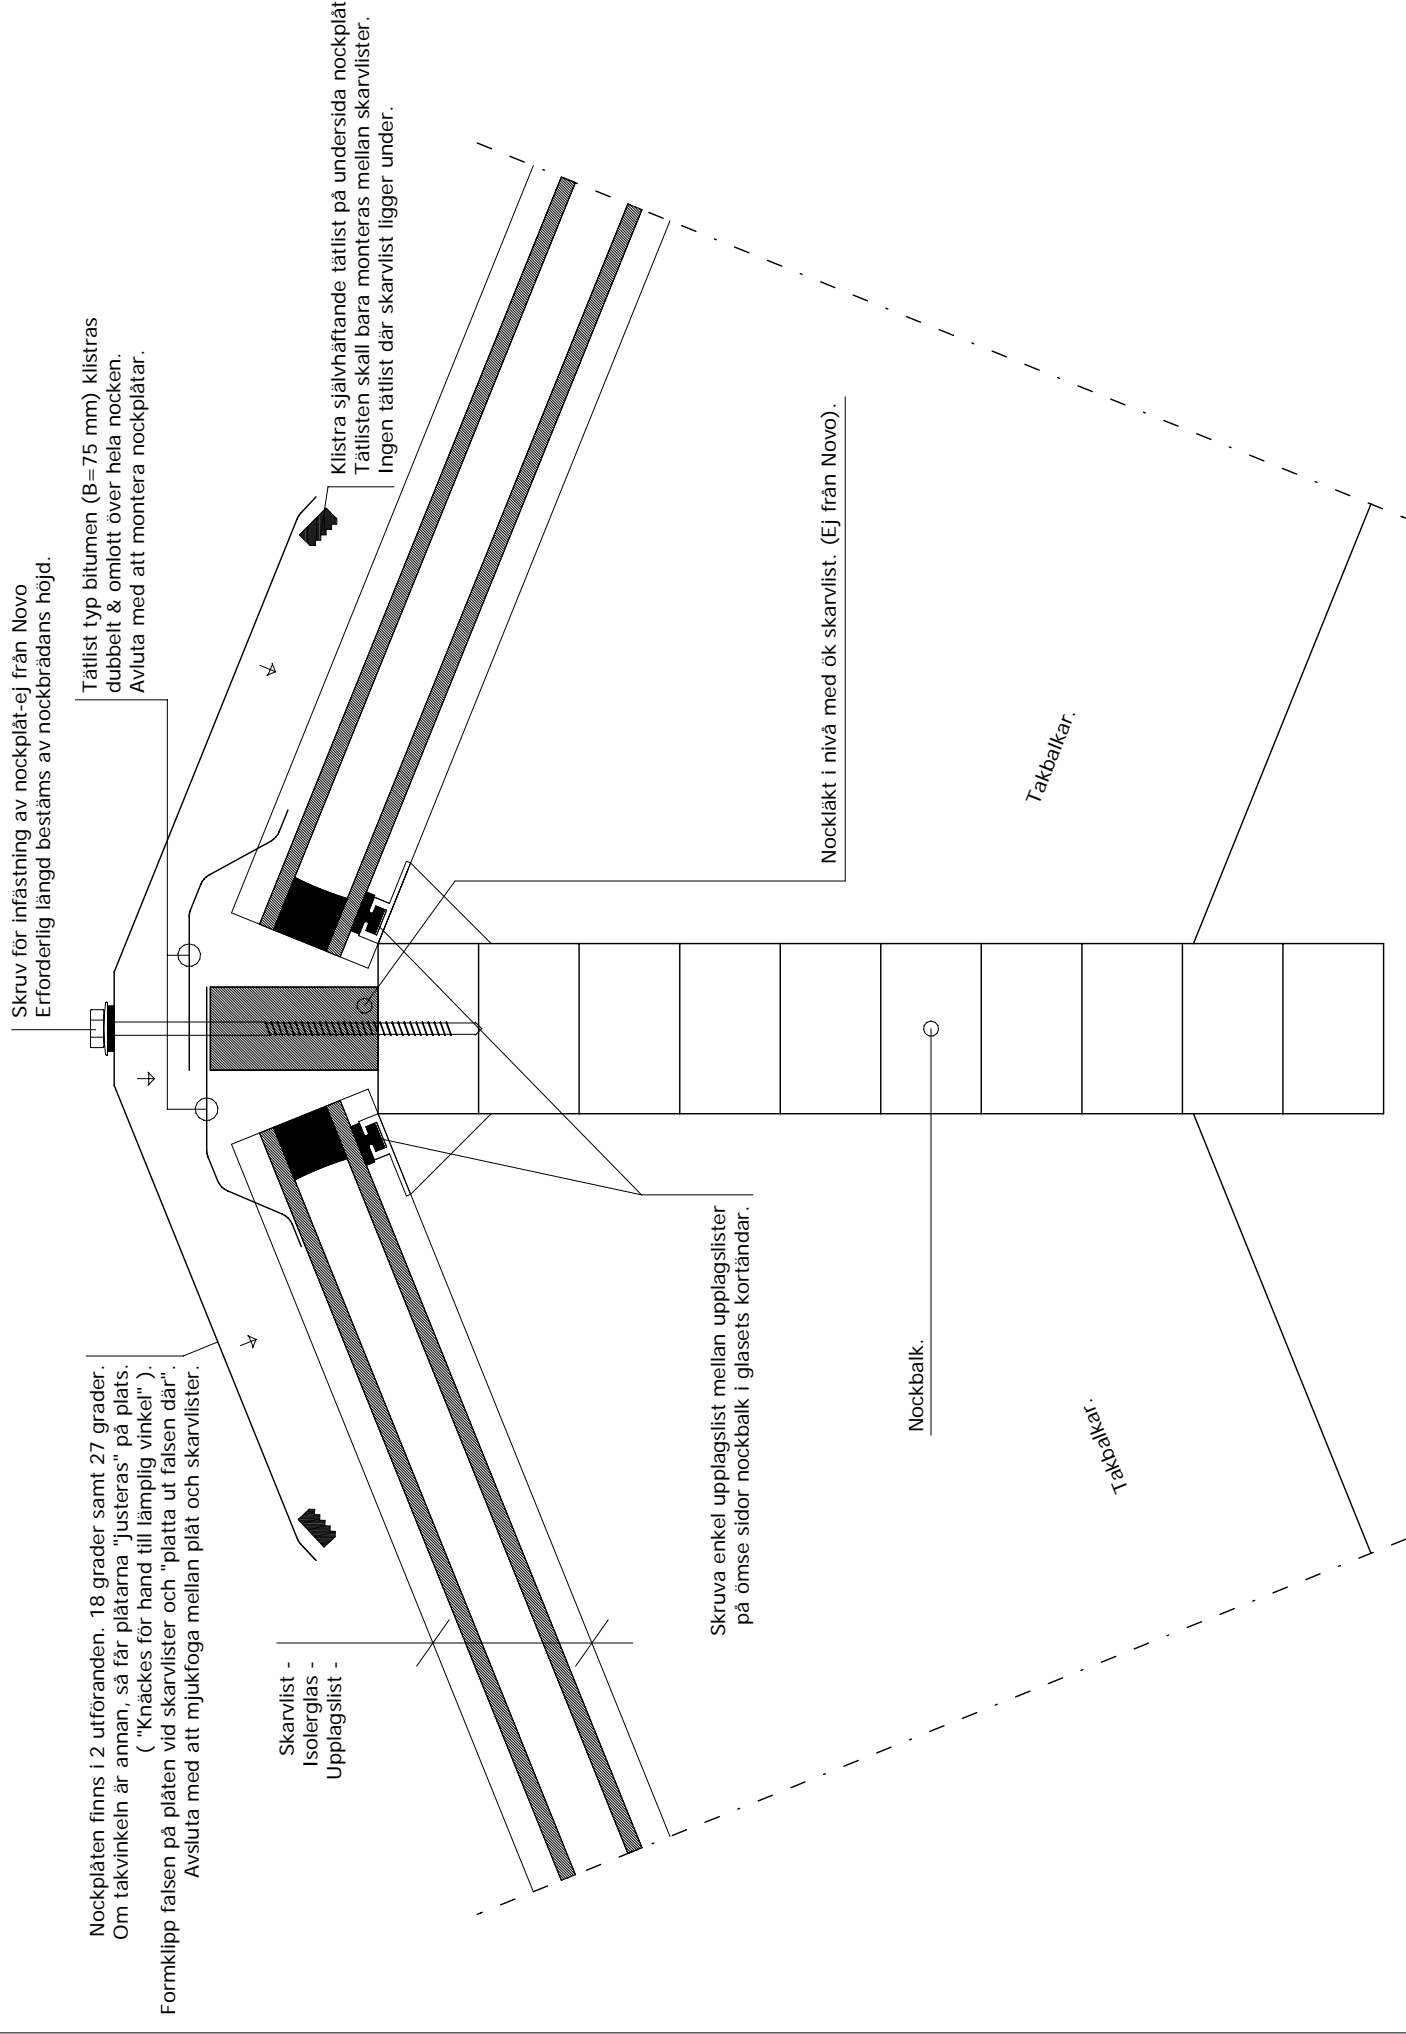 Skruv för infästning av nockplåt-ej från Novo
Erforderlig längd bestäms av nockbrädans höjd.
Nockplåten finns i 2 utföranden. 18 grader samt 27 grader.
Om takvinkeln är annan, så får plåtarna "justeras" på plats.
( "Knäckes för hand till lämplig vinkel" ).
Formklipp falsen på plåten vid skarvlister och "platta ut falsen där".
Avsluta med att mjukfoga mellan plåt och skarvlister.
Tätlist typ bitumen (B=75 mm) klistras
dubbelt & omlott över hela nocken.
Avluta med att montera nockplåtar.
Klistra självhäftande tätlist på undersida nockplåt
Tätlisten skall bara monteras mellan skarvlister.
Ingen tätlist där skarvlist ligger under.
Skarvlist -
Isolerglas -
Upplagslist -
Skruva enkel upplagslist mellan upplagslister
på ömse sidor nockbalk i glasets kortändar.
Nockläkt i nivå med ök skarvlist. (Ej från Novo).
Nockbalk.
Takbalkar.
Takbalkar.